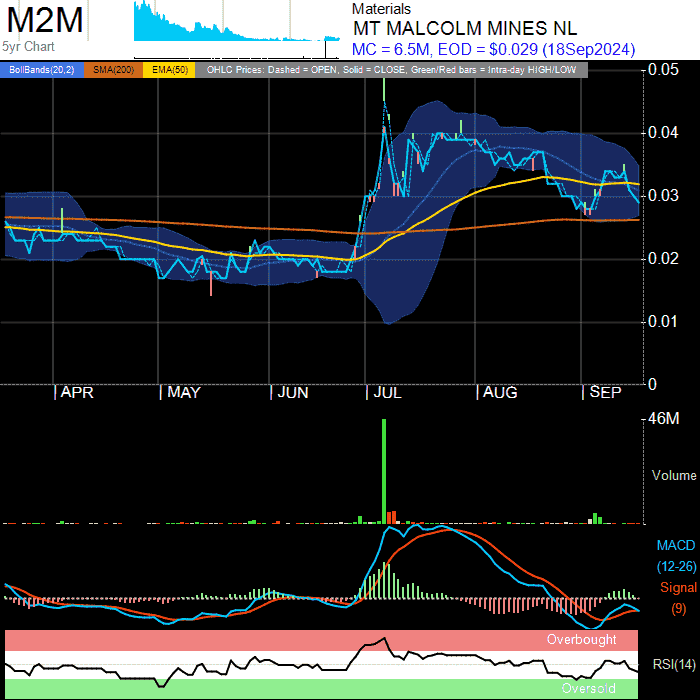 M2M
5yr Chart
Materials
MT MALCOLM MINES NL
MC = 6.5M, EOD = $0.029 (18Sep2024)
BollBands(20,2) SMA(200) EMA(50) OHLC Prices: Dashed = OPEN, Solid = CLOSE, Green/Red bars = Intra-day HIGH/LOW
0.05
0.04
0.03
0.02
0.01
0
APR MAY JUN JUL AUG SEP
46M
Volume
MACD
(12-26)
Signal
(9)
Overbought
RSI(14)
Oversold